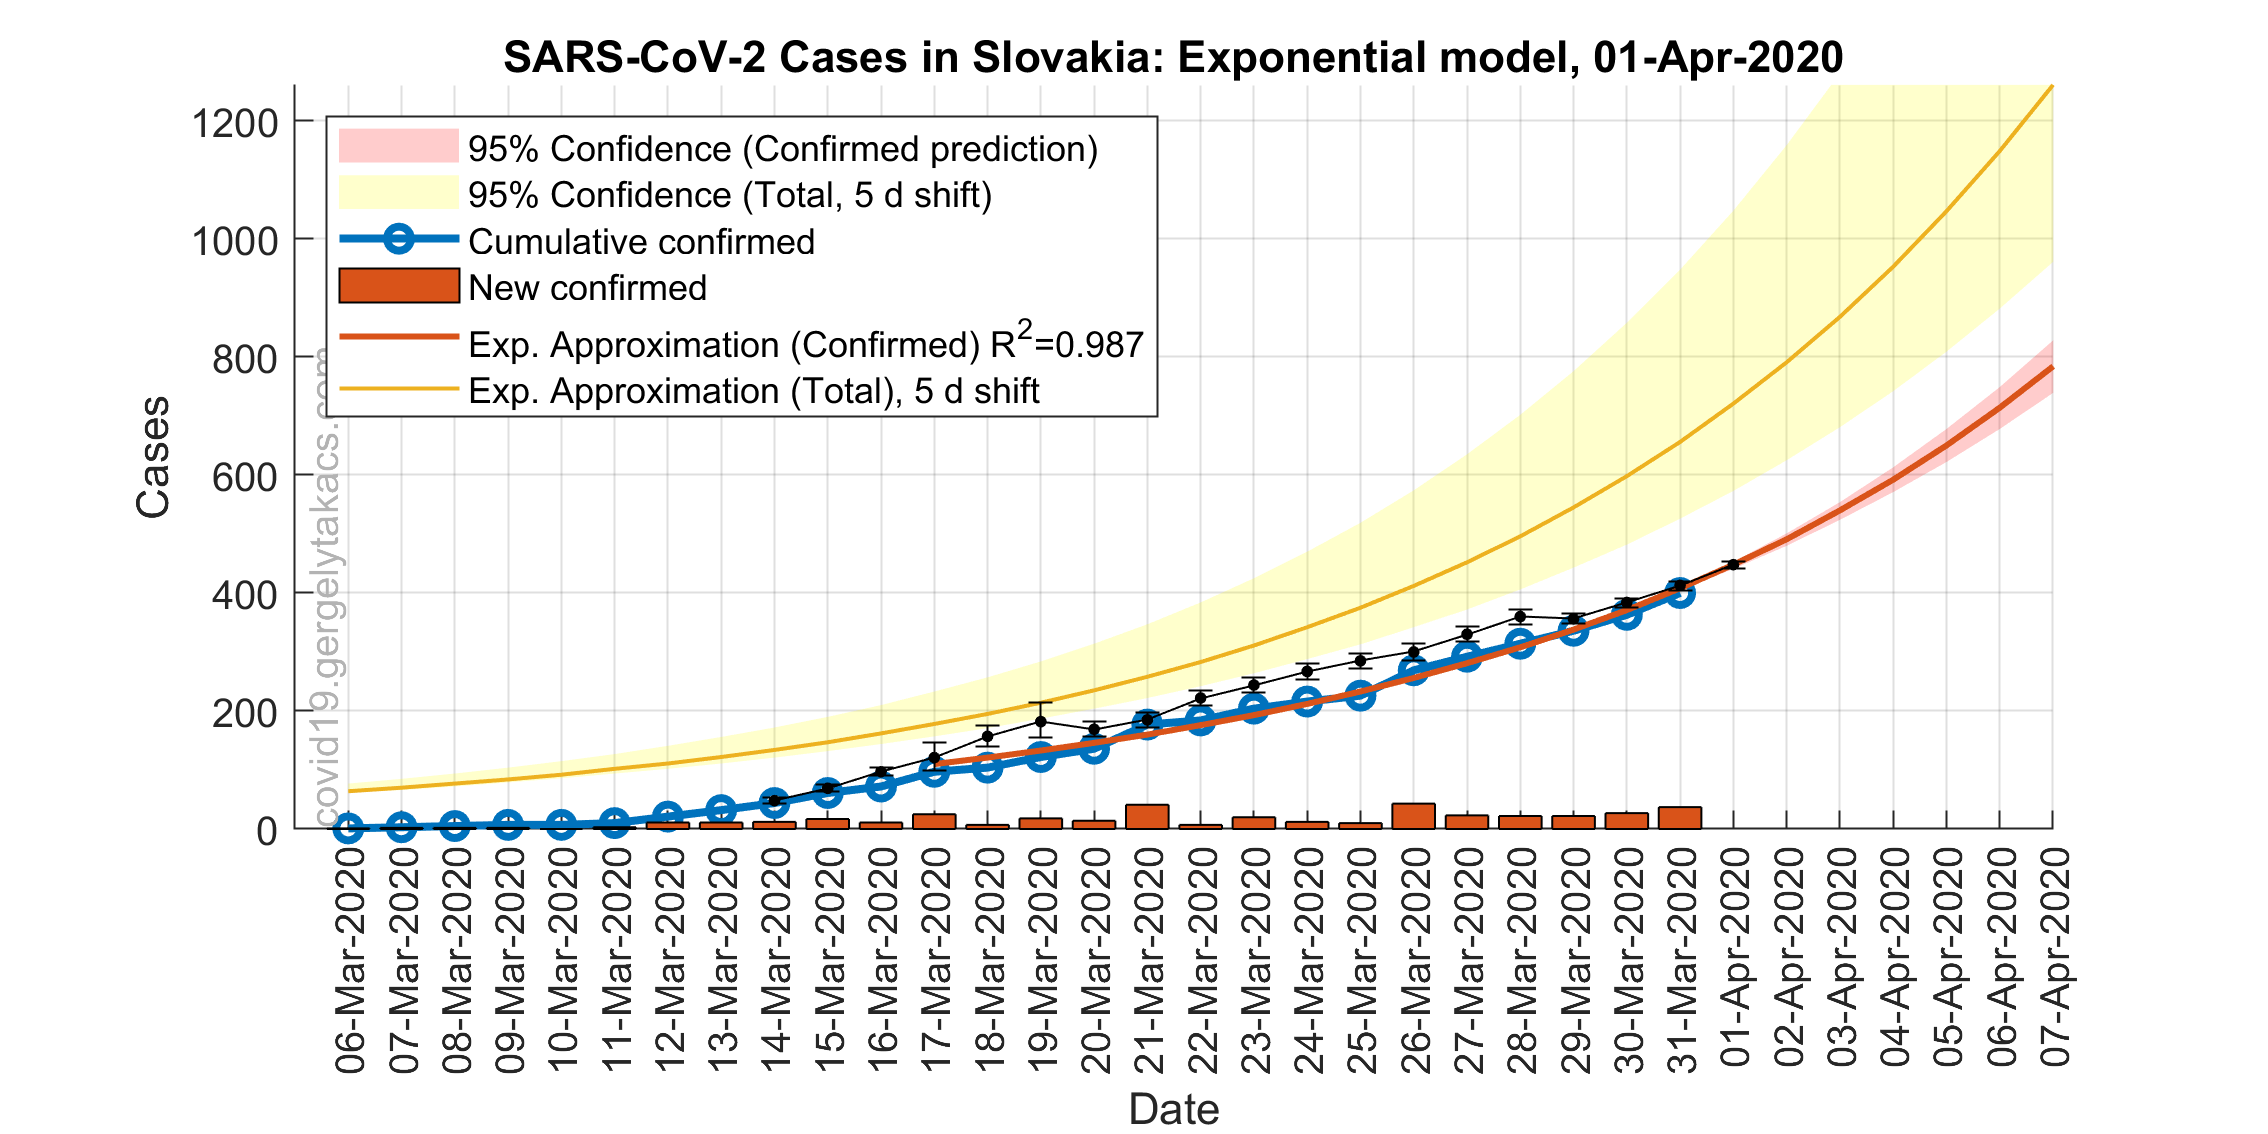 SARS-CoV-2 Cases in Slovakia: Exponential model, 01-Apr-2020
95% Confidence (Confirmed prediction)
95% Confidence (Total, 5 d shift)
Cumulative confirmed
New confirmed
Exp. Approximation (Confirmed) R²=0.987
Exp. Approximation (Total), 5 d shift
covid19.gergelytakacs.com
Cases
1200
1000
800
600
400
200
0
06-Mar-2020
07-Mar-2020
08-Mar-2020
09-Mar-2020
10-Mar-2020
11-Mar-2020
12-Mar-2020
13-Mar-2020
14-Mar-2020
15-Mar-2020
16-Mar-2020
17-Mar-2020
18-Mar-2020
19-Mar-2020
20-Mar-2020
21-Mar-2020
22-Mar-2020
23-Mar-2020
24-Mar-2020
25-Mar-2020
26-Mar-2020
27-Mar-2020
28-Mar-2020
29-Mar-2020
30-Mar-2020
31-Mar-2020
01-Apr-2020
02-Apr-2020
03-Apr-2020
04-Apr-2020
05-Apr-2020
06-Apr-2020
07-Apr-2020
Date